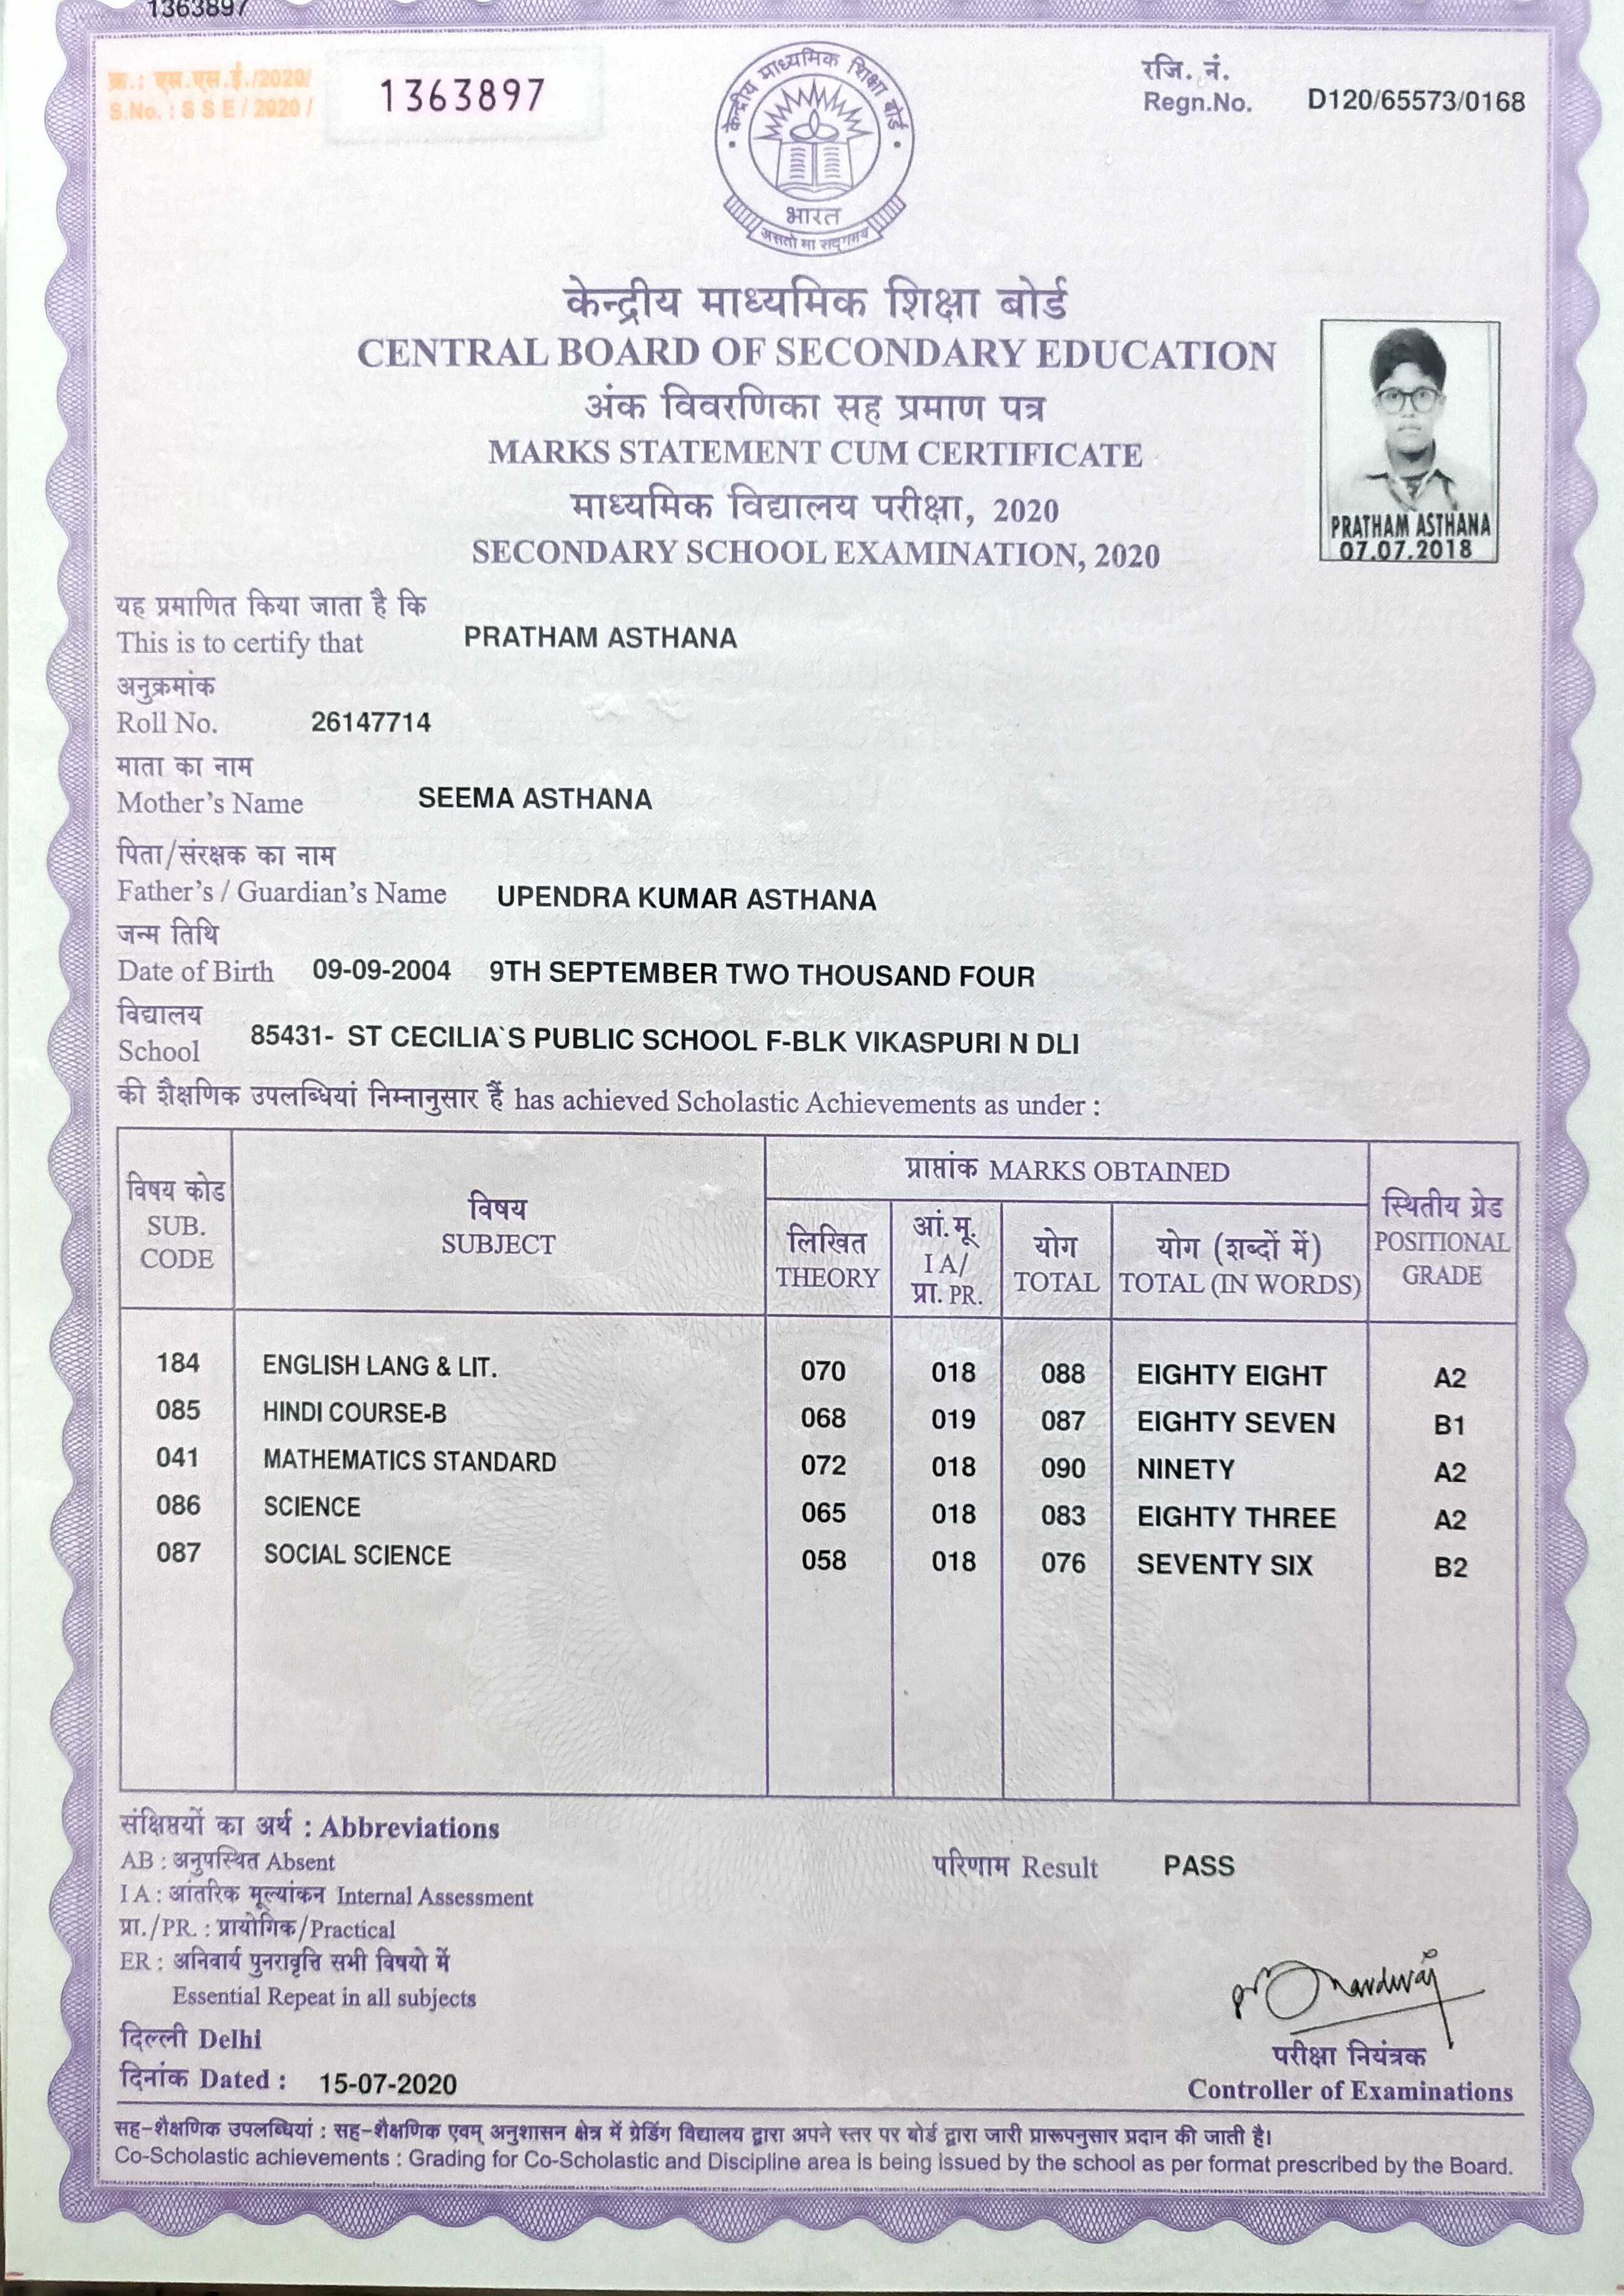 1363897
क्र.: एस.एस.ई./2020/
S.No. : S S E / 2020 /
1363897
केन्द्रीय माध्यमिक शिक्षा बोर्ड
भारत
असतो मा सद्गमय
रजि. नं.
Regn.No. D120/65573/0168
केन्द्रीय माध्यमिक शिक्षा बोर्ड
CENTRAL BOARD OF SECONDARY EDUCATION
अंक विवरणिका सह प्रमाण पत्र
MARKS STATEMENT CUM CERTIFICATE
माध्यमिक विद्यालय परीक्षा, 2020
SECONDARY SCHOOL EXAMINATION, 2020
PRATHAM ASTHANA
07.07.2018
यह प्रमाणित किया जाता है कि
This is to certify that PRATHAM ASTHANA
अनुक्रमांक
Roll No. 26147714
माता का नाम
Mother's Name SEEMA ASTHANA
पिता/संरक्षक का नाम
Father's / Guardian's Name UPENDRA KUMAR ASTHANA
जन्म तिथि
Date of Birth 09-09-2004 9TH SEPTEMBER TWO THOUSAND FOUR
विद्यालय
School 85431- ST CECILIA`S PUBLIC SCHOOL F-BLK VIKASPURI N DLI
की शैक्षणिक उपलब्धियां निम्नानुसार हैं has achieved Scholastic Achievements as under :
विषय कोड
SUB.
CODE
विषय
SUBJECT
प्राप्तांक MARKS OBTAINED
लिखित
THEORY
आं.मू.
I A/
प्रा. PR.
योग
TOTAL
योग (शब्दों में)
TOTAL (IN WORDS)
स्थितीय ग्रेड
POSITIONAL
GRADE
184 ENGLISH LANG & LIT. 070 018 088 EIGHTY EIGHT A2
085 HINDI COURSE-B 068 019 087 EIGHTY SEVEN B1
041 MATHEMATICS STANDARD 072 018 090 NINETY A2
086 SCIENCE 065 018 083 EIGHTY THREE A2
087 SOCIAL SCIENCE 058 018 076 SEVENTY SIX B2
संक्षिप्तयों का अर्थ : Abbreviations
AB : अनुपस्थित Absent
I A : आंतरिक मूल्यांकन Internal Assessment
प्रा./PR. : प्रायोगिक/Practical
ER : अनिवार्य पुनरावृत्ति सभी विषयो में
Essential Repeat in all subjects
परिणाम Result PASS
दिल्ली Delhi
दिनांक Dated : 15-07-2020
परीक्षा नियंत्रक
Controller of Examinations
सह-शैक्षणिक उपलब्धियां : सह-शैक्षणिक एवम् अनुशासन क्षेत्र में ग्रेडिंग विद्यालय द्वारा अपने स्तर पर बोर्ड द्वारा जारी प्रारूपनुसार प्रदान की जाती है।
Co-Scholastic achievements : Grading for Co-Scholastic and Discipline area is being issued by the school as per format prescribed by the Board.